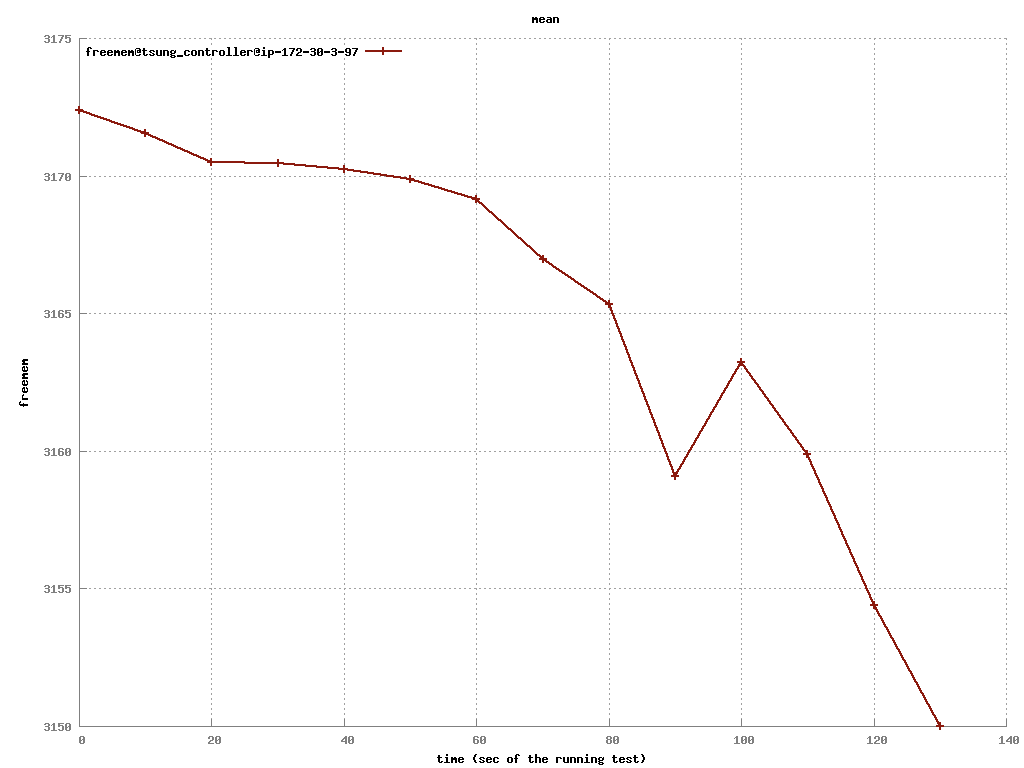 mean
3175
freemem@tsung_controller@ip-172-30-3-97
3170
3165
freemem
3160
3155
3150
0 20 40 60 80 100 120 140
time (sec of the running test)